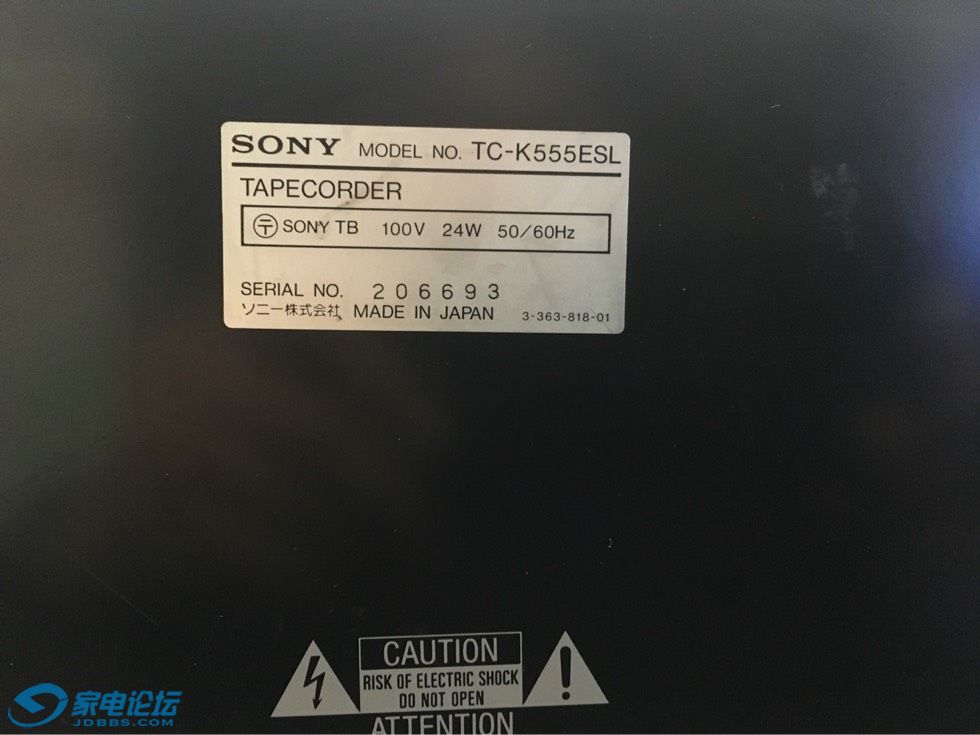 SONY MODEL NO. TC-K555ESL
TAPECORDER
〒 SONY TB 100V 24W 50/60Hz
SERIAL NO. 206693
ソニー株式会社 MADE IN JAPAN 3-363-818-01
CAUTION
RISK OF ELECTRIC SHOCK
DO NOT OPEN
ATTENTION
家电论坛
JDBBS.COM